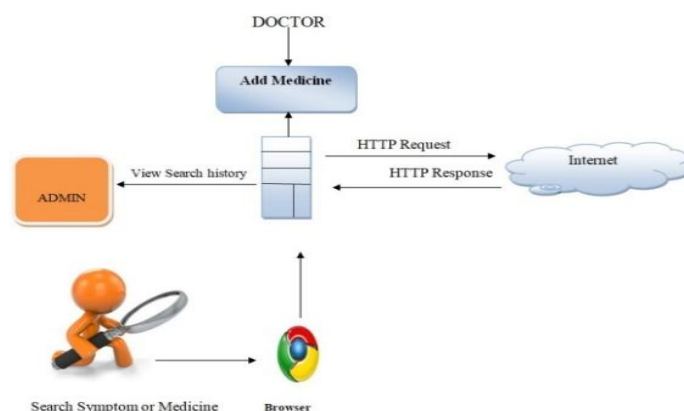 DOCTOR
Add Medicine
HTTP Request
Internet
View Search history
HTTP Response
ADMIN
Search Symptom or Medicine
Browser